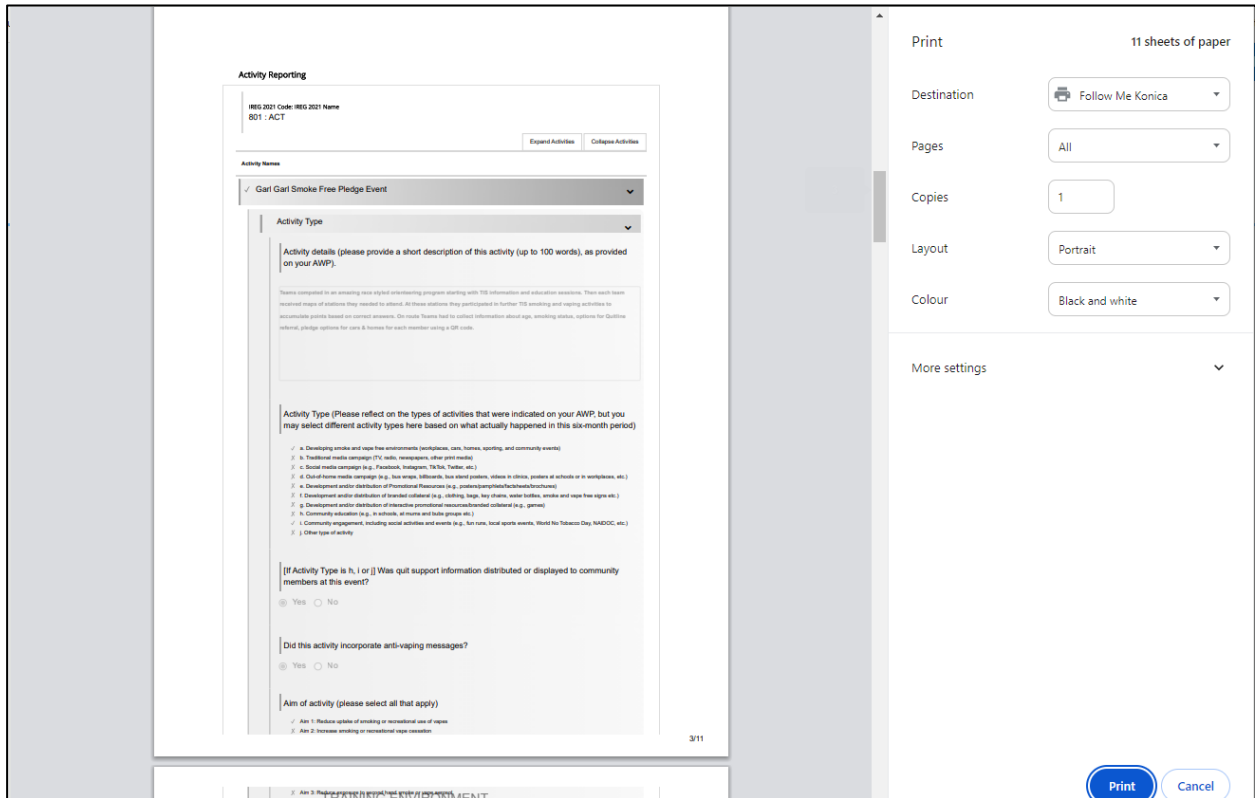 Activity Reporting
IREG 2021 Code: IREG 2021 Name
801 : ACT
Expand Activities Collapse Activities
Activity Names
✓ Garl Garl Smoke Free Pledge Event
Activity Type
Activity details (please provide a short description of this activity (up to 100 words), as provided
on your AWP).
Teams competed in an amazing race styled orienteering program starting with TIS information and education sessions. Then each team
received maps of stations they needed to attend. At these stations they participated in further TIS smoking and vaping activities to
accumulate points based on correct answers. On route Teams had to collect information about age, smoking status, options for Quitline
referral, pledge options for cars & homes for each member using a QR code.
Activity Type (Please reflect on the types of activities that were indicated on your AWP, but you
may select different activity types here based on what actually happened in this six-month period)
✓ a. Developing smoke and vape free environments (workplaces, cars, homes, sporting, and community events)
✗ b. Traditional media campaign (TV, radio, newspapers, other print media)
✗ c. Social media campaign (e.g., Facebook, Instagram, TikTok, Twitter, etc.)
✗ d. Out-of-home media campaign (e.g., bus wraps, billboards, bus stand posters, videos in clinics, posters at schools or in workplaces, etc.)
✗ e. Development and/or distribution of Promotional Resources (e.g., posters/pamphlets/factsheets/brochures)
✗ f. Development and/or distribution of branded collateral (e.g., clothing, bags, key chains, water bottles, smoke and vape free signs etc.)
✗ g. Development and/or distribution of interactive promotional resources/branded collateral (e.g., games)
✗ h. Community education (e.g., in schools, at mums and bubs groups etc.)
✓ i. Community engagement, including social activities and events (e.g., fun runs, local sports events, World No Tobacco Day, NAIDOC, etc.)
✗ j. Other type of activity
[If Activity Type is h, i or j] Was quit support information distributed or displayed to community
members at this event?
Yes No
Did this activity incorporate anti-vaping messages?
Yes No
Aim of activity (please select all that apply)
✓ Aim 1: Reduce uptake of smoking or recreational use of vapes
✗ Aim 2: Increase smoking or recreational vape cessation
3/11
✗ Aim 3: Reduce exposure to second hand smoke or vape aerosol
TRAINING ENVIRONMENT
Print 11 sheets of paper
Destination Follow Me Konica
Pages All
Copies 1
Layout Portrait
Colour Black and white
More settings
Print Cancel